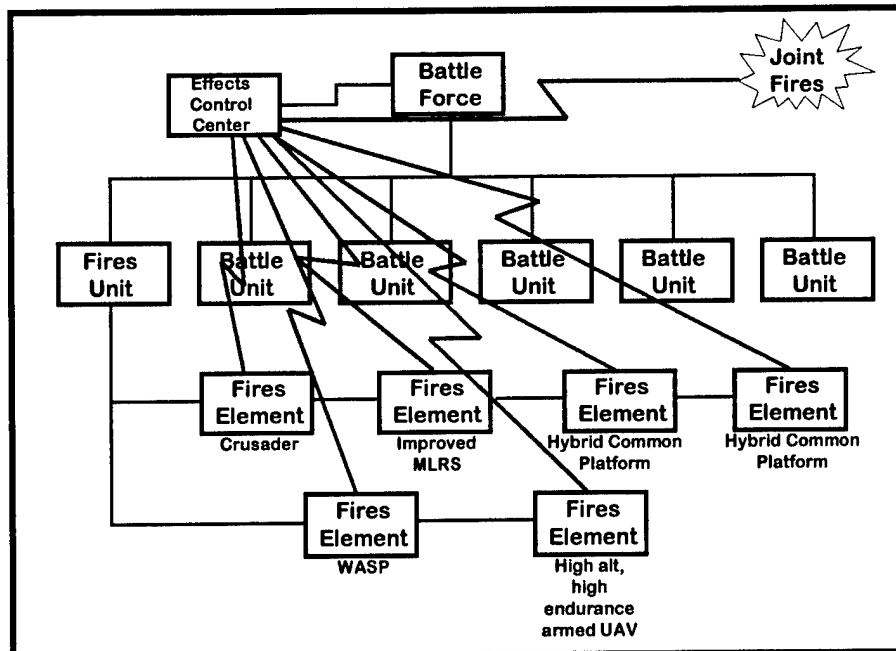 Effects
Control
Center
Battle
Force
Joint
Fires
Fires
Unit
Battle
Unit
Battle
Unit
Battle
Unit
Battle
Unit
Battle
Unit
Fires
Element
Crusader
Fires
Element
Improved
MLRS
Fires
Element
Hybrid Common
Platform
Fires
Element
Hybrid Common
Platform
Fires
Element
WASP
Fires
Element
High alt,
high
endurance
armed UAV